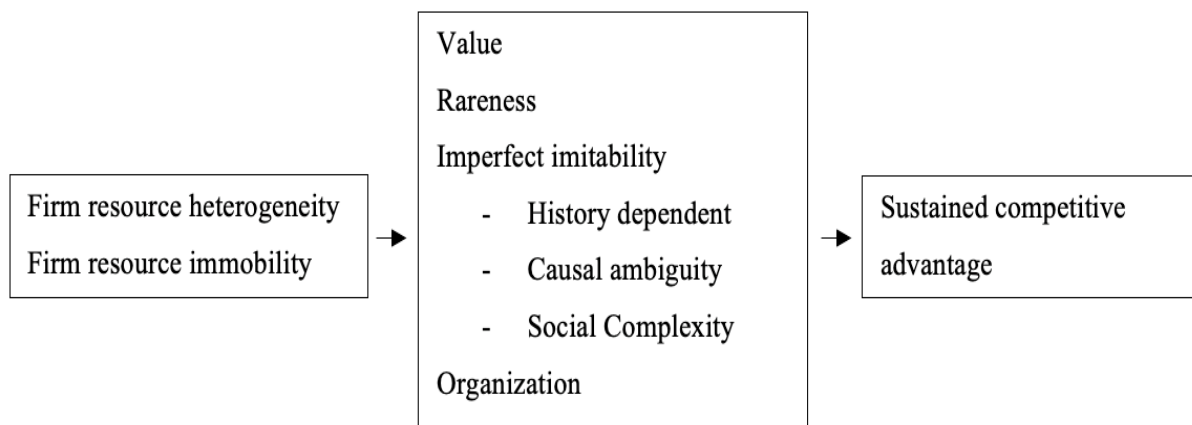 Firm resource heterogeneity
Firm resource immobility
Value
Rareness
Imperfect imitability
- History dependent
- Causal ambiguity
- Social Complexity
Organization
Sustained competitive
advantage